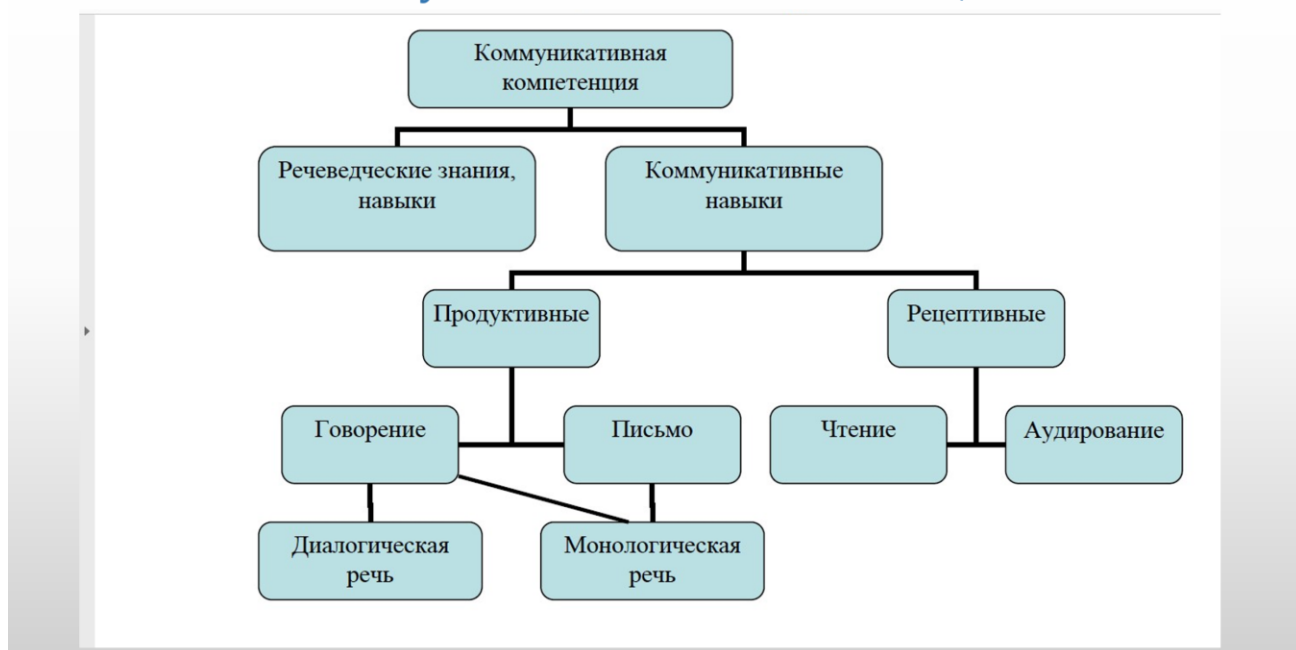 Коммуникативная
компетенция
Речеведческие знания,
навыки
Коммуникативные
навыки
Продуктивные
Рецептивные
Говорение
Письмо
Чтение
Аудирование
Диалогическая
речь
Монологическая
речь